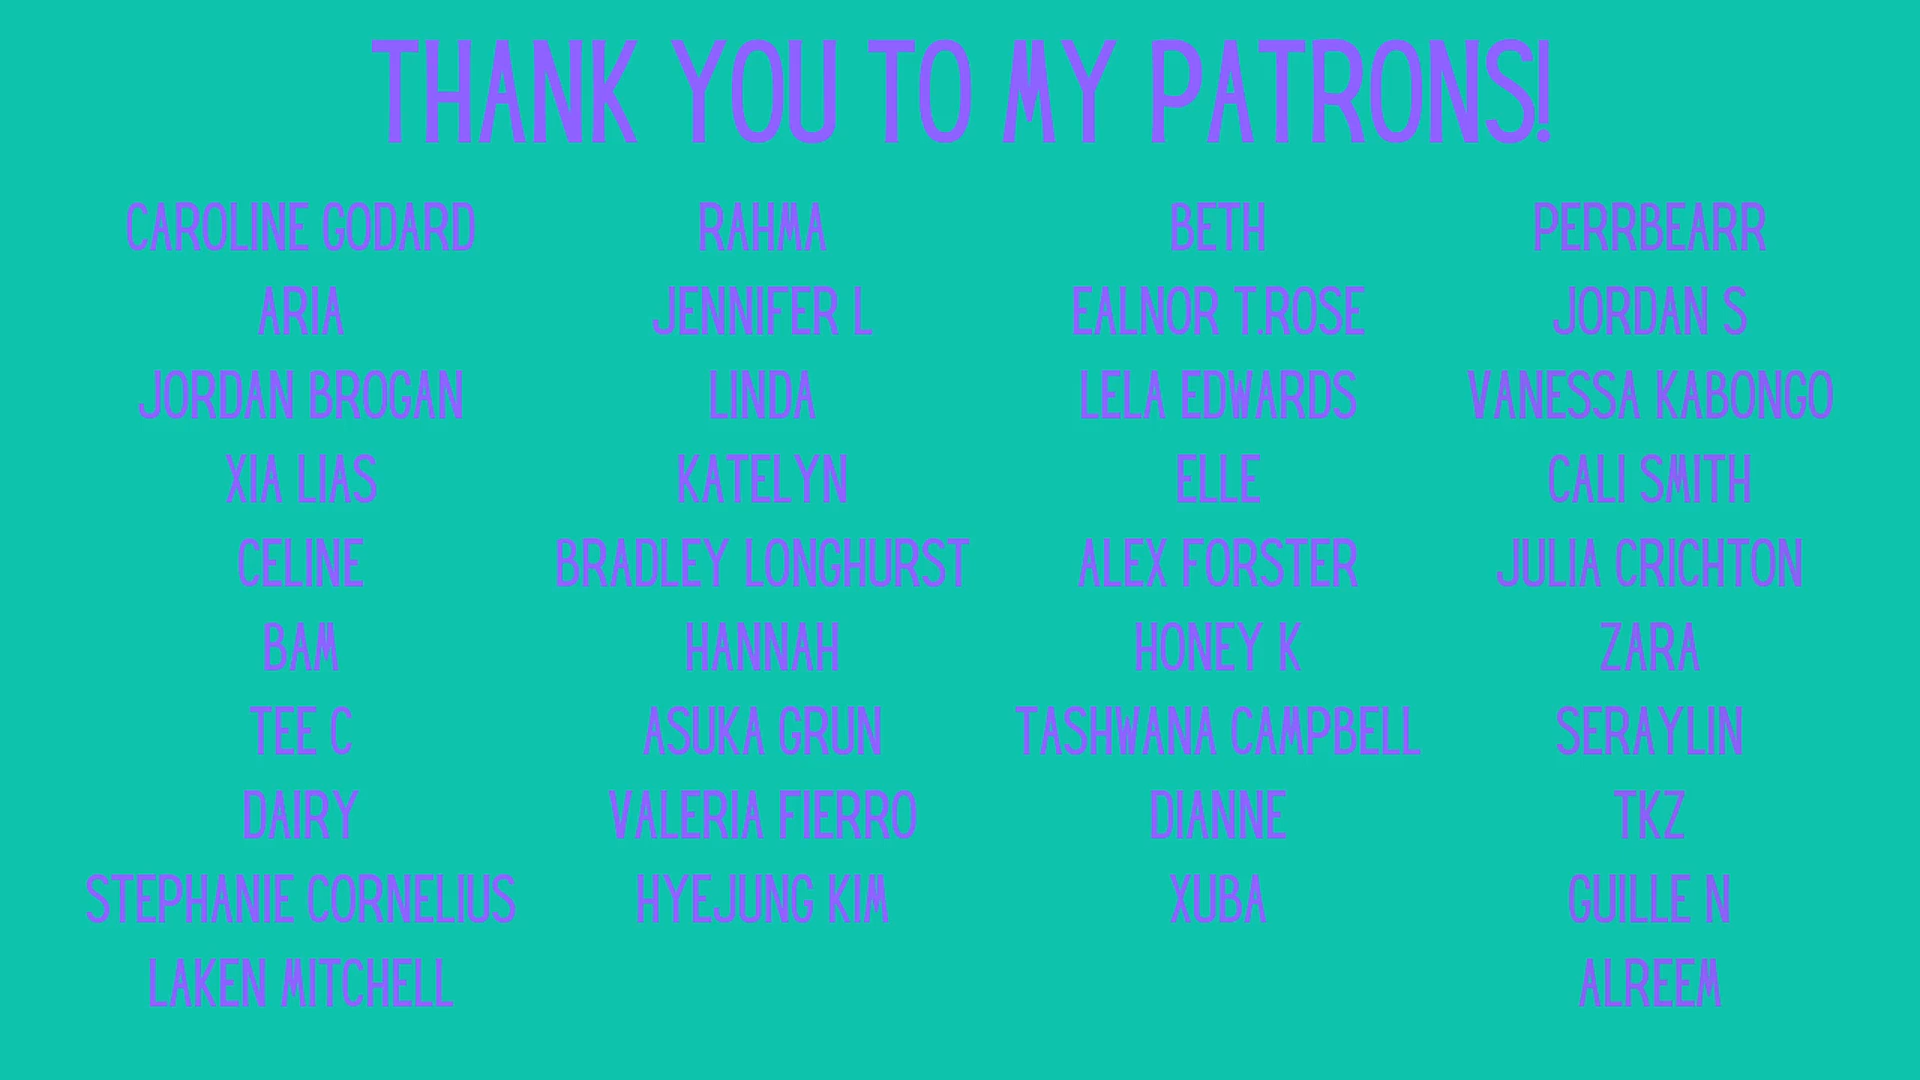 THANK YOU TO MY PATRONS!
CAROLINE GODARD
ARIA
JORDAN BROGAN
XIA LIAS
CELINE
BAM
TEE C
DAIRY
STEPHANIE CORNELIUS
LAKEN MITCHELL
RAHMA
JENNIFER L
LINDA
KATELYN
BRADLEY LONGHURST
HANNAH
ASUKA GRUN
VALERIA FIERRO
HYEJUNG KIM
BETH
EALNOR T.ROSE
LELA EDWARDS
ELLE
ALEX FORSTER
HONEY K
TASHWANA CAMPBELL
DIANNE
XUBA
PERRBEARR
JORDAN S
VANESSA KABONGO
CALI SMITH
JULIA CRICHTON
ZARA
SERAYLIN
TKZ
GUILLE N
ALREEM